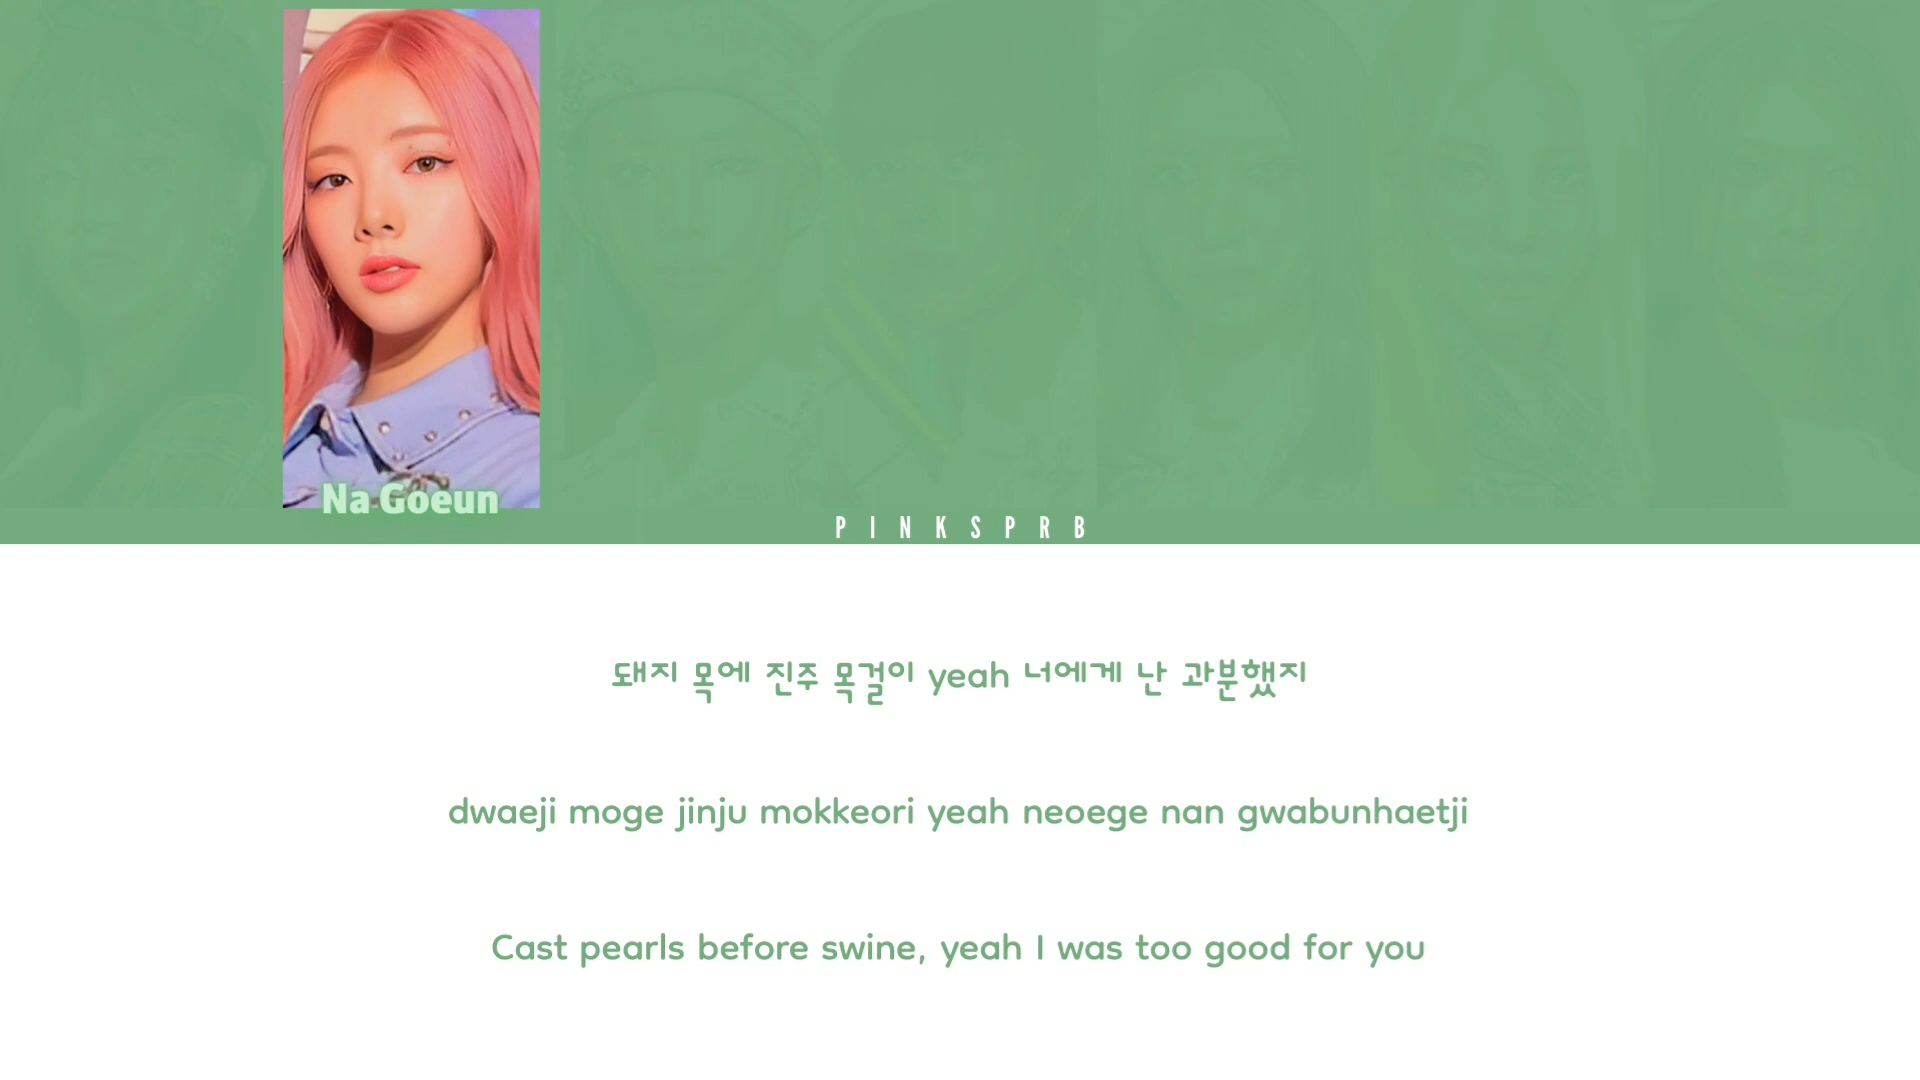 Na Goeun
PINKSPRB
돼지 목에 진주 목걸이 yeah 너에게 난 과분했지
dwaeji moge jinju mokkeori yeah neoege nan gwabunhaetji
Cast pearls before swine, yeah I was too good for you